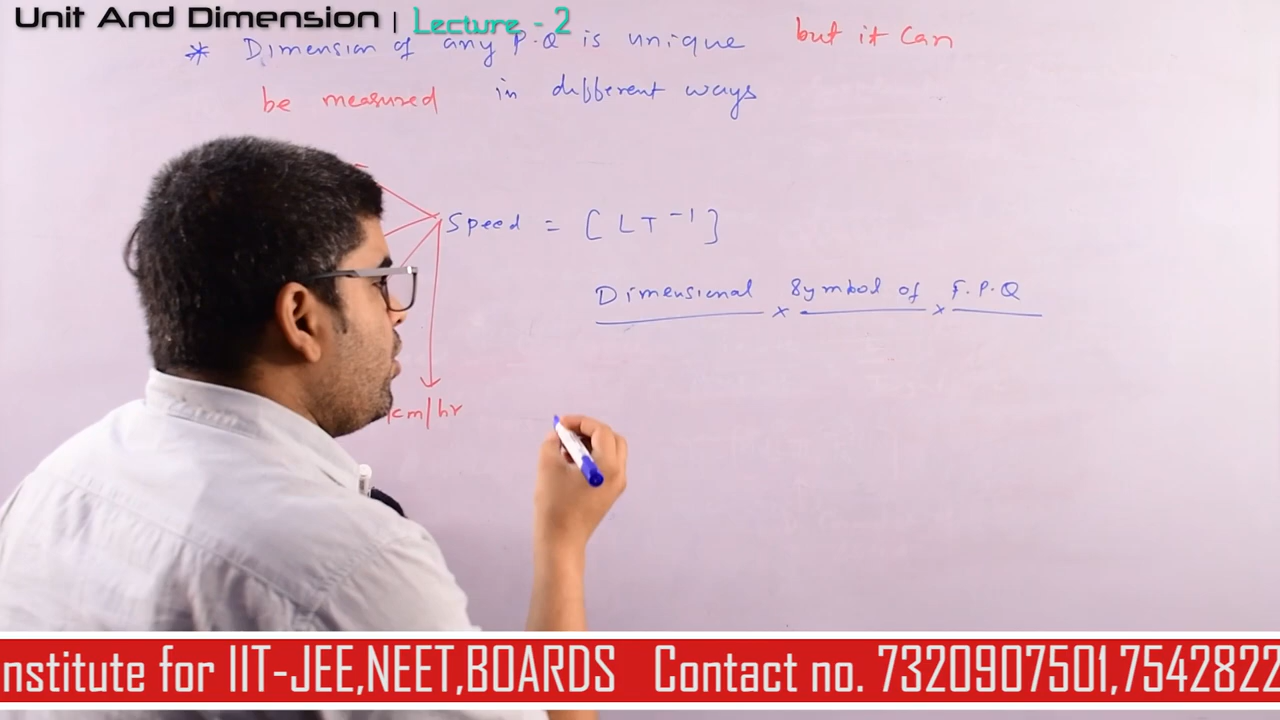 Unit And Dimension | Lecture - 2
* Dimension of any P.Q is unique but it can
be measured in different ways
Speed = [LT⁻¹]
Dimensional × Symbol of × F.P.Q
km/hr
nstitute for IIT-JEE,NEET,BOARDS Contact no. 7320907501,7542822